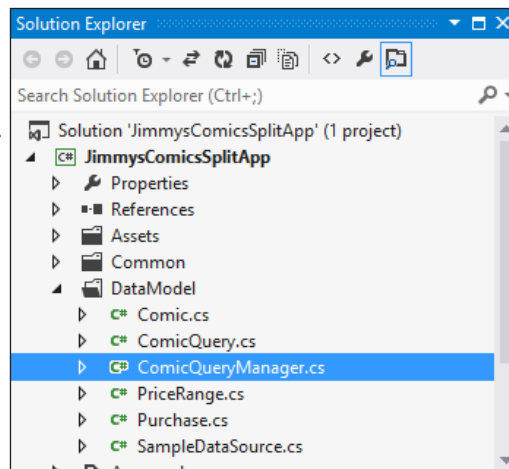 Solution Explorer
Search Solution Explorer (Ctrl+;)
Solution 'JimmysComicsSplitApp' (1 project)
C# JimmysComicsSplitApp
Properties
References
Assets
Common
DataModel
C# Comic.cs
C# ComicQuery.cs
C# ComicQueryManager.cs
C# PriceRange.cs
C# Purchase.cs
C# SampleDataSource.cs